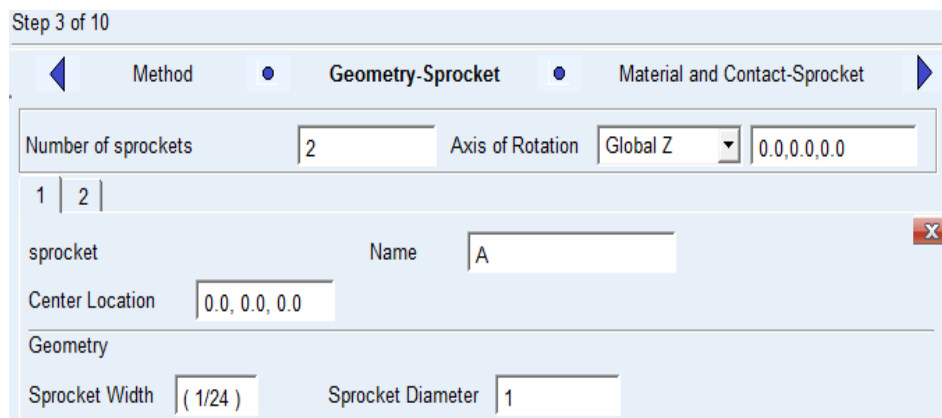 Step 3 of 10
Method Geometry-Sprocket Material and Contact-Sprocket
Number of sprockets 2 Axis of Rotation Global Z 0.0,0.0,0.0
1 2
X
sprocket Name A
Center Location 0.0, 0.0, 0.0
Geometry
Sprocket Width ( 1/24 ) Sprocket Diameter 1